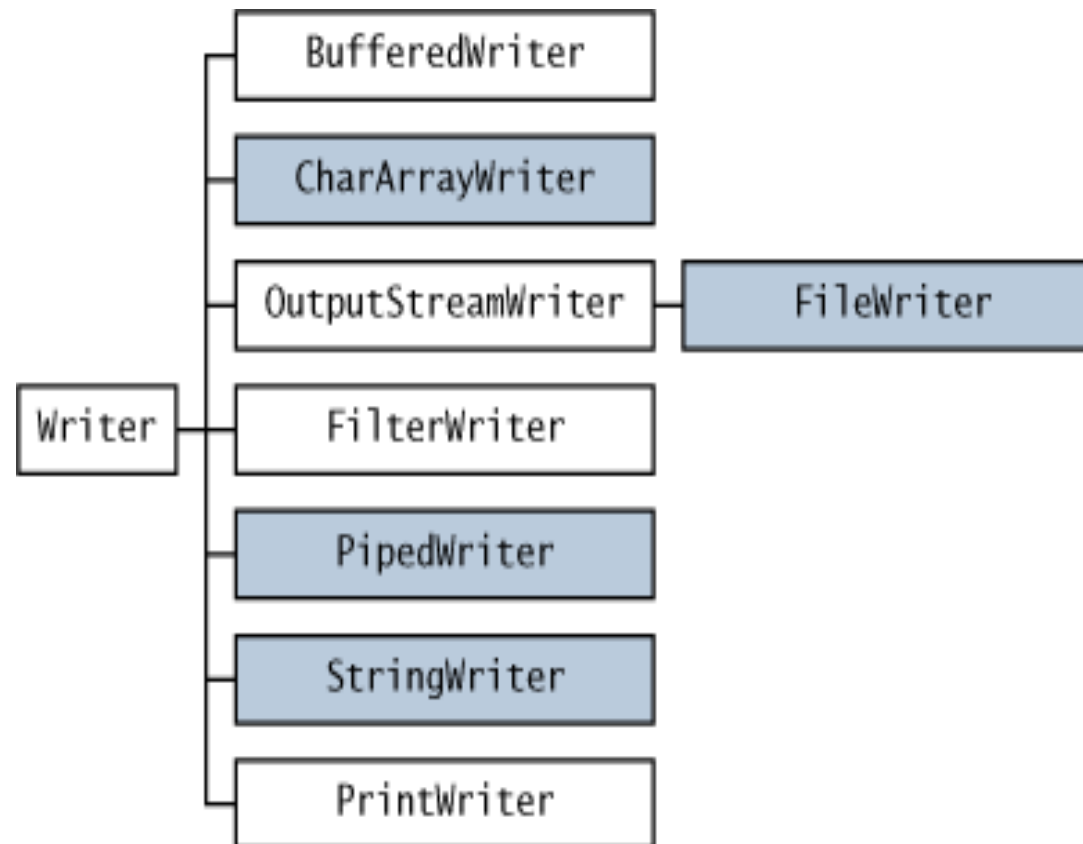 BufferedWriter
CharArrayWriter
OutputStreamWriter
FileWriter
Writer
FilterWriter
PipedWriter
StringWriter
PrintWriter